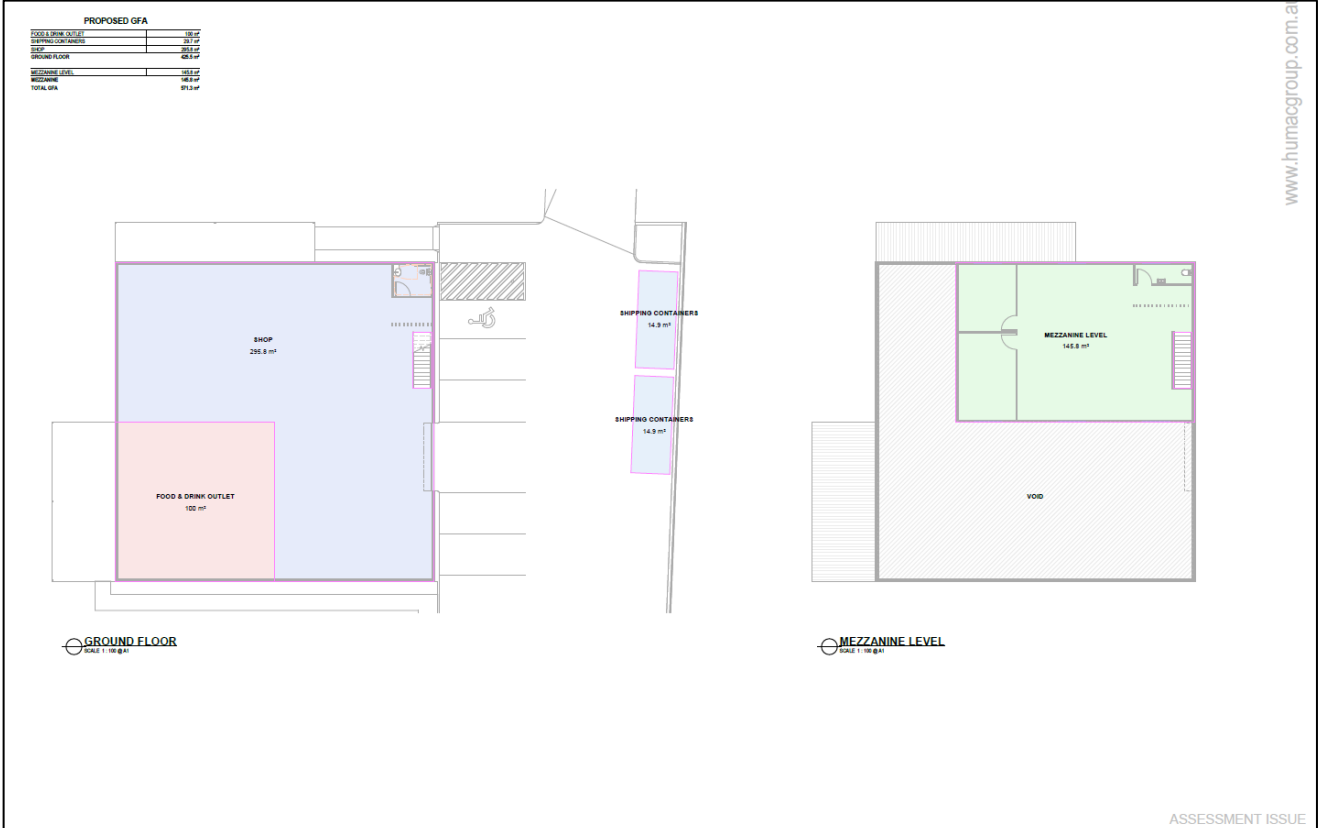 PROPOSED GFA
FOOD & DRINK OUTLET 100 m²
SHIPPING CONTAINERS 29.7 m²
SHOP 295.8 m²
GROUND FLOOR 425.5 m²
MEZZANINE LEVEL 145.8 m²
MEZZANINE 145.8 m²
TOTAL GFA 571.3 m²
www.humacgroup.com.au
SHOP
295.8 m²
SHIPPING CONTAINERS
14.9 m²
SHIPPING CONTAINERS
14.9 m²
FOOD & DRINK OUTLET
100 m²
MEZZANINE LEVEL
145.8 m²
VOID
GROUND FLOOR
SCALE 1 : 100 @ A1
MEZZANINE LEVEL
SCALE 1 : 100 @ A1
ASSESSMENT ISSUE